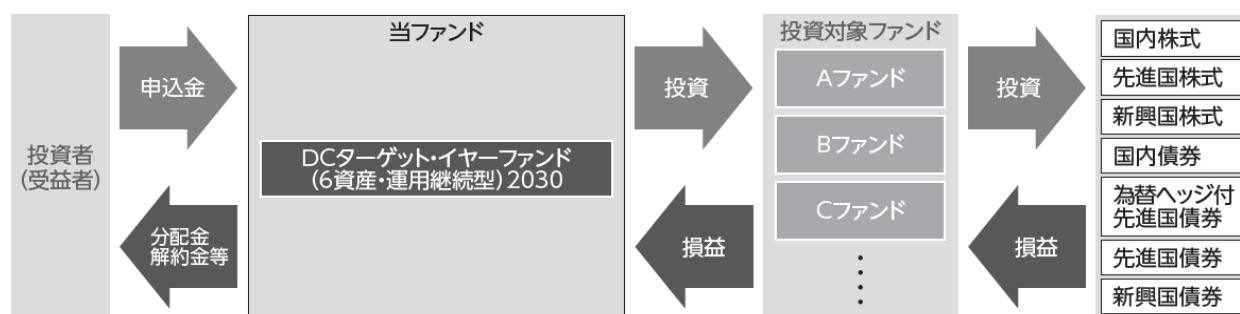 投資者
(受益者)
申込金
分配金
解約金等
当ファンド
DCターゲット・イヤーファンド
(6資産・運用継続型)2030
投資
損益
投資対象ファンド
Aファンド
Bファンド
Cファンド
投資
損益
国内株式
先進国株式
新興国株式
国内債券
為替ヘッジ付
先進国債券
先進国債券
新興国債券